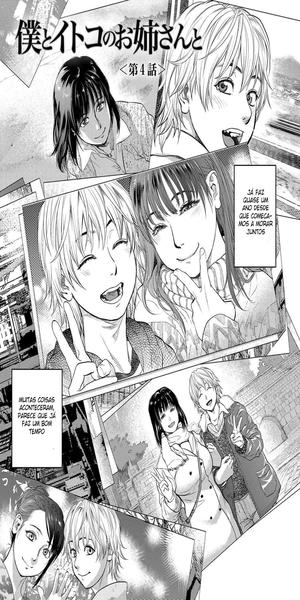 僕とイトコのお姉さんと
<第4話>
JÁ FAZ
QUASE UM
ANO DESDE
QUE COMEÇA-
MOS A MORAR
JUNTOS
MUITAS COISAS
ACONTECERAM,
PARECE QUE JÁ
FAZ UM BOM
TEMPO